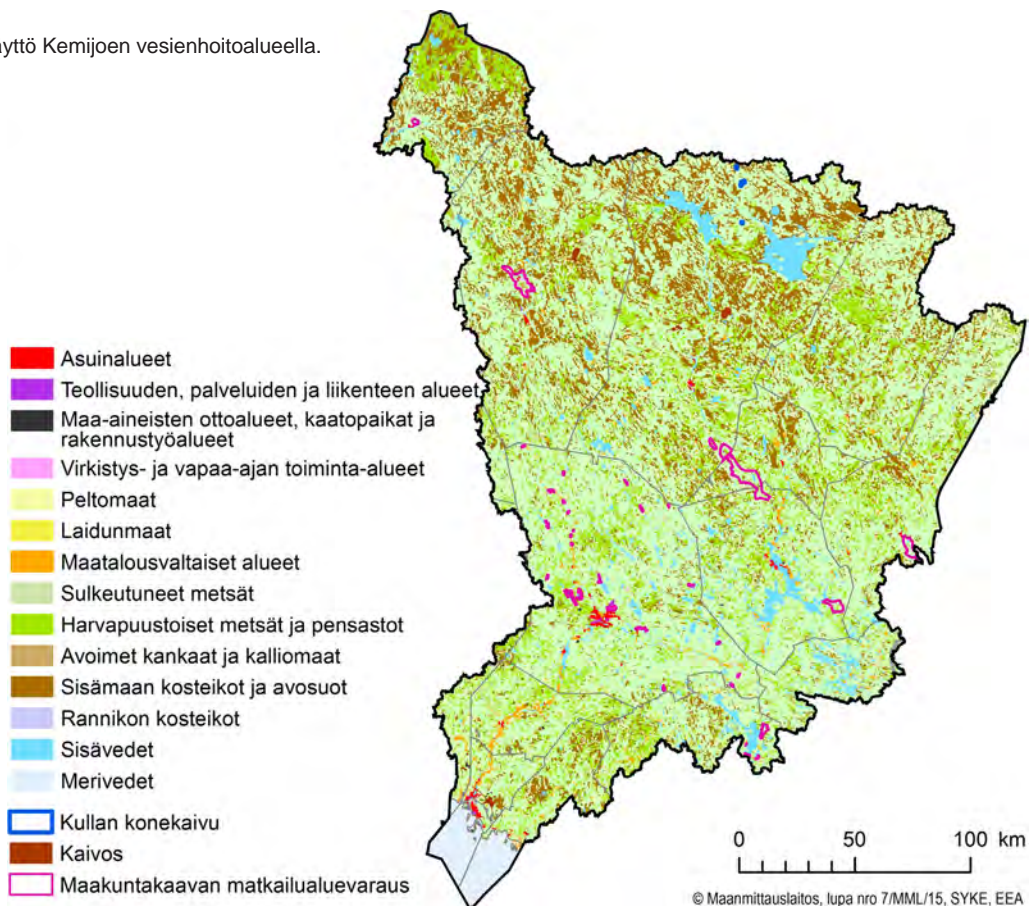 äyttö Kemijoen vesienhoitoalueella.
Asuinalueet
Teollisuuden, palveluiden ja liikenteen alueet
Maa-aineisten ottoalueet, kaatopaikat ja
rakennustyöalueet
Virkistys- ja vapaa-ajan toiminta-alueet
Peltomaat
Laidunmaat
Maatalousvaltaiset alueet
Sulkeutuneet metsät
Harvapuustoiset metsät ja pensastot
Avoimet kankaat ja kalliomaat
Sisämaan kosteikot ja avosuot
Rannikon kosteikot
Sisävedet
Merivedet
Kullan konekaivu
Kaivos
Maakuntakaavan matkailualuevaraus
0 50 100 km
© Maanmittauslaitos, lupa nro 7/MML/15, SYKE, EEA